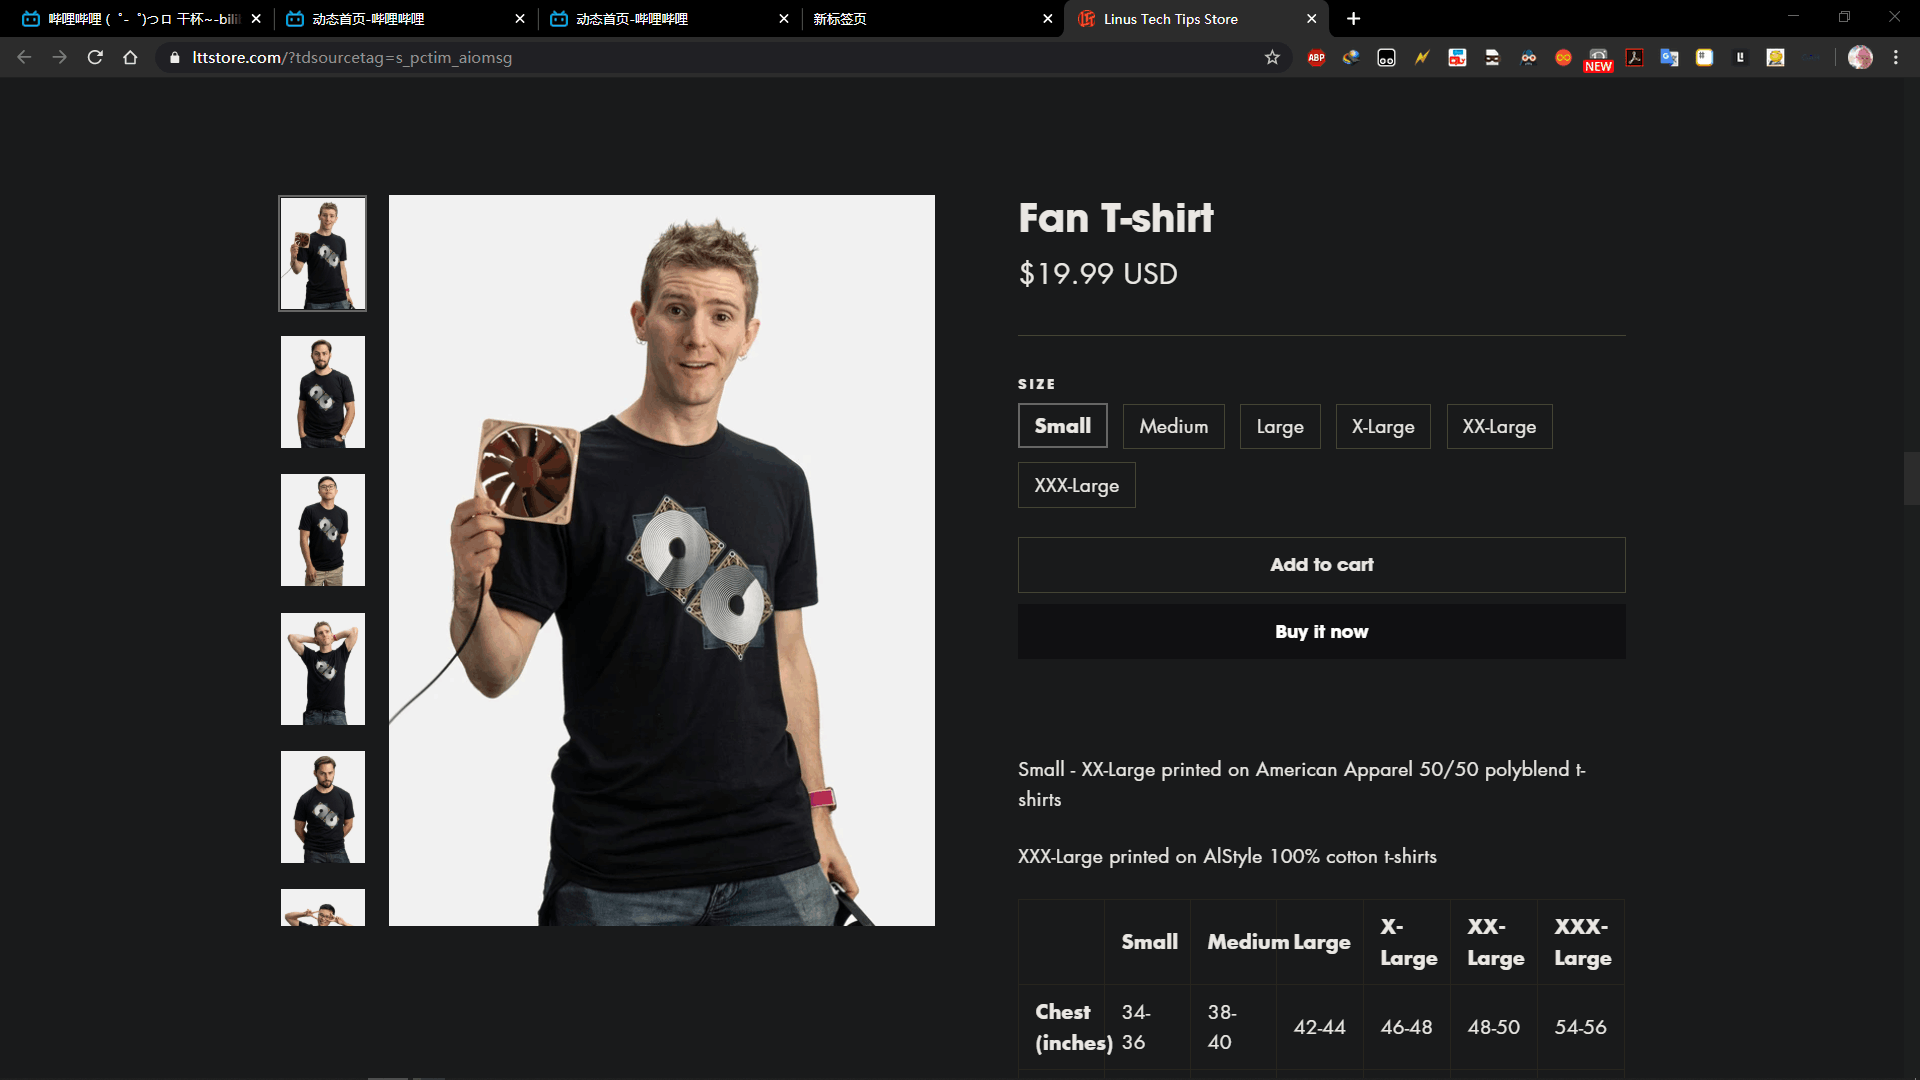 哔哩哔哩 ( ゜- ゜)つロ 干杯~-bili
动态首页-哔哩哔哩
动态首页-哔哩哔哩
新标签页
Linus Tech Tips Store
lttstore.com/?tdsourcetag=s_pctim_aiomsg
ABP
NEW
Fan T-shirt
$19.99 USD
SIZE
Small Medium Large X-Large XX-Large
XXX-Large
Add to cart
Buy it now
Small - XX-Large printed on American Apparel 50/50 polyblend t-
shirts
XXX-Large printed on AlStyle 100% cotton t-shirts
Small Medium Large X-Large XX-Large XXX-Large
Chest (inches) 34-36 38-40 42-44 46-48 48-50 54-56